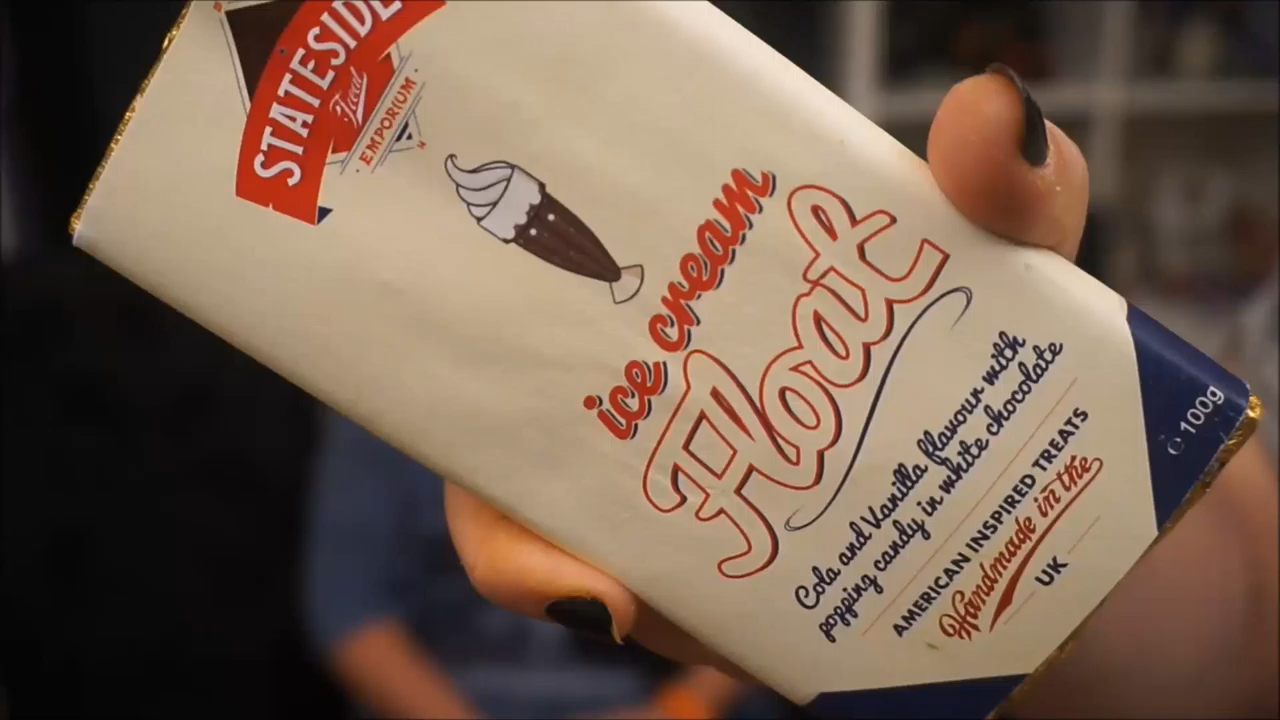 STATESIDE
Food
EMPORIUM
ice cream
Float
Cola and Vanilla flavour with
popping candy in white chocolate
AMERICAN INSPIRED TREATS
Handmade in the
UK
℮ 100g